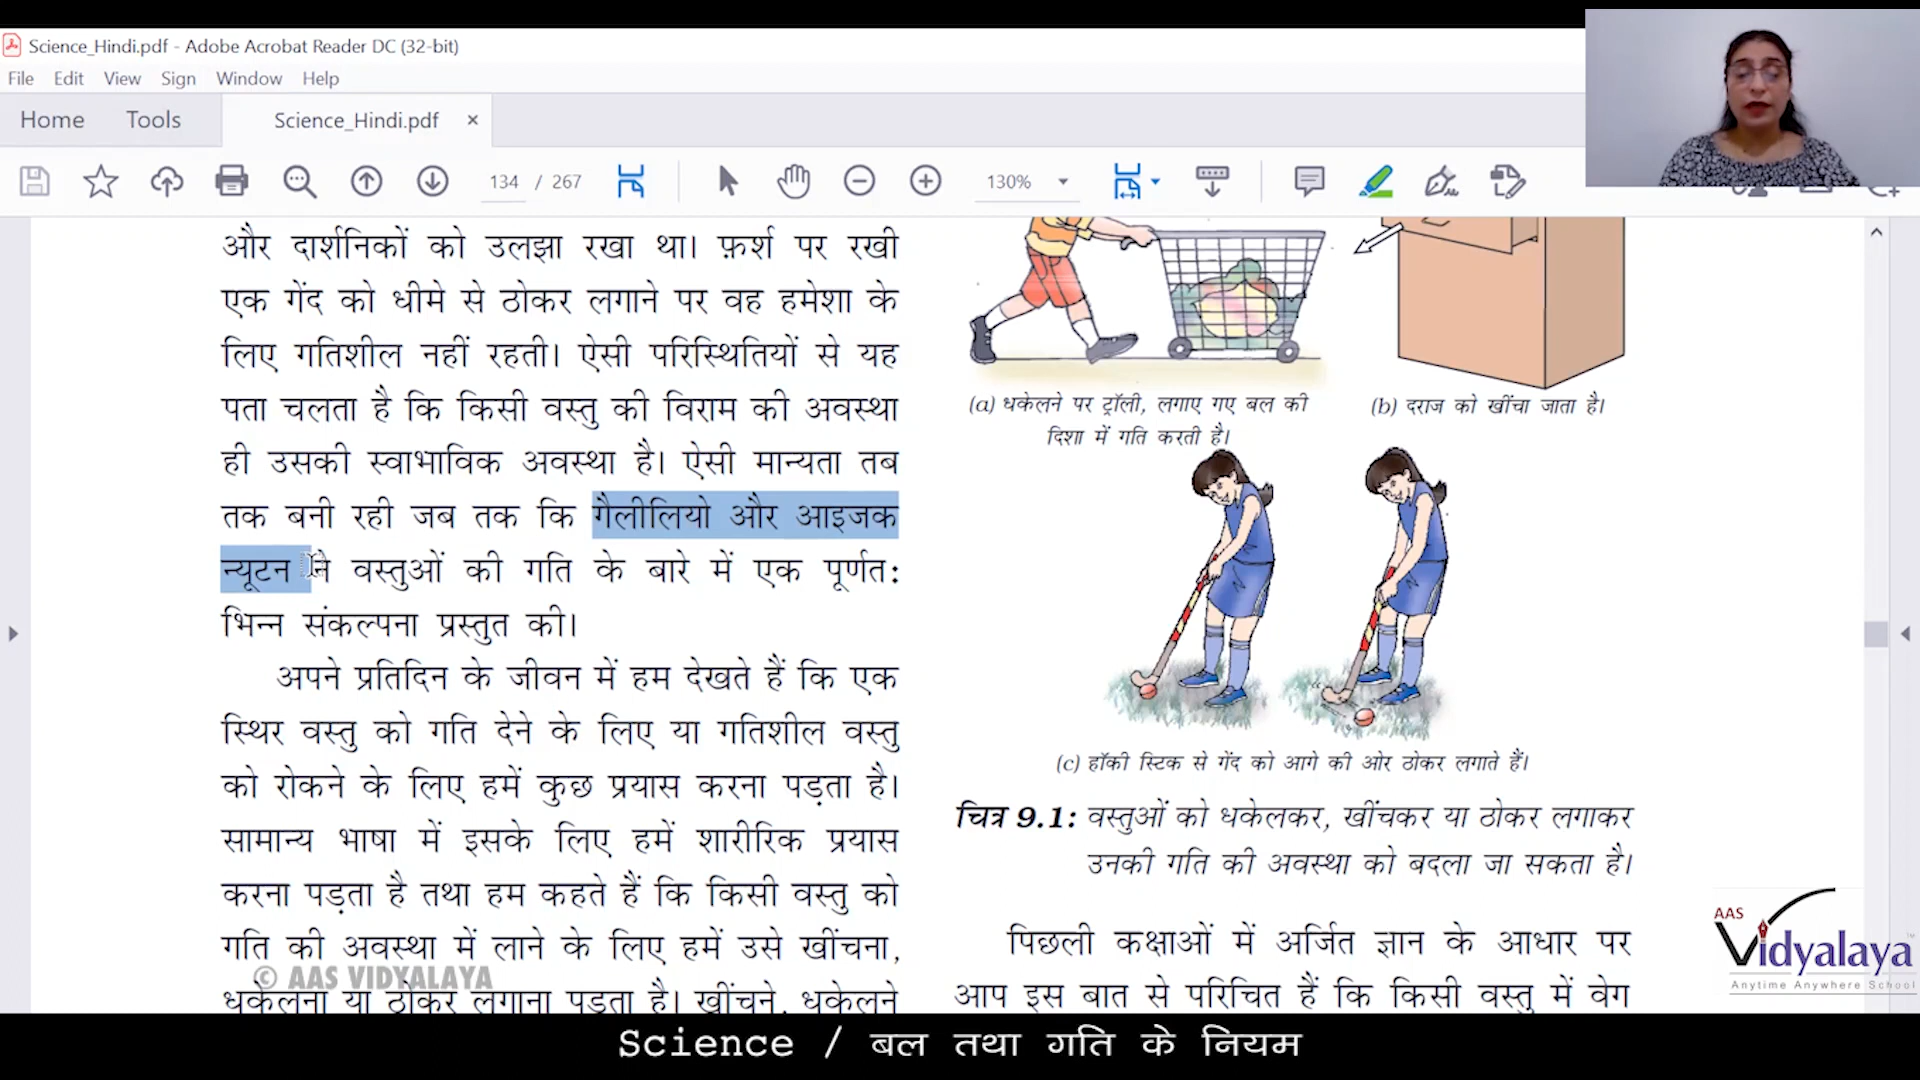 Science_Hindi.pdf - Adobe Acrobat Reader DC (32-bit)
File Edit View Sign Window Help
Home Tools Science_Hindi.pdf ×
134 / 267 130%
और दार्शनिकों को उलझा रखा था। फ़र्श पर रखी
एक गेंद को धीमे से ठोकर लगाने पर वह हमेशा के
लिए गतिशील नहीं रहती। ऐसी परिस्थितियों से यह
पता चलता है कि किसी वस्तु की विराम की अवस्था
ही उसकी स्वाभाविक अवस्था है। ऐसी मान्यता तब
तक बनी रही जब तक कि गैलीलियो और आइजक
न्यूटन ने वस्तुओं की गति के बारे में एक पूर्णत:
भिन्न संकल्पना प्रस्तुत की।
अपने प्रतिदिन के जीवन में हम देखते हैं कि एक
स्थिर वस्तु को गति देने के लिए या गतिशील वस्तु
को रोकने के लिए हमें कुछ प्रयास करना पड़ता है।
सामान्य भाषा में इसके लिए हमें शारीरिक प्रयास
करना पड़ता है तथा हम कहते हैं कि किसी वस्तु को
गति की अवस्था में लाने के लिए हमें उसे खींचना,
धकेलना या ठोकर लगाना पड़ता है। खींचने, धकेलने
© AAS VIDYALAYA
(a) धकेलने पर ट्रॉली, लगाए गए बल की
दिशा में गति करती है।
(b) दराज को खींचा जाता है।
(c) हॉकी स्टिक से गेंद को आगे की ओर ठोकर लगाते हैं।
चित्र 9.1: वस्तुओं को धकेलकर, खींचकर या ठोकर लगाकर
उनकी गति की अवस्था को बदला जा सकता है।
पिछली कक्षाओं में अर्जित ज्ञान के आधार पर
आप इस बात से परिचित हैं कि किसी वस्तु में वेग
AAS
Vidyalaya
Anytime Anywhere School
Science / बल तथा गति के नियम